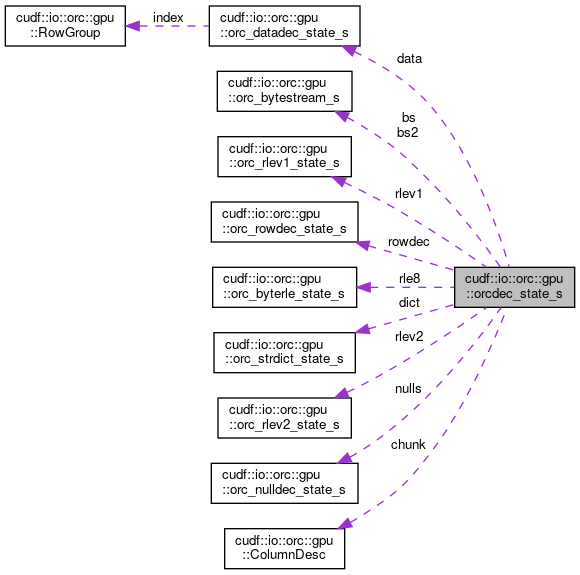 cudf::io::orc::gpu
::RowGroup
index
cudf::io::orc::gpu
::orc_datadec_state_s
data
cudf::io::orc::gpu
::orc_bytestream_s
bs
bs2
cudf::io::orc::gpu
::orc_rlev1_state_s
rlev1
cudf::io::orc::gpu
::orc_rowdec_state_s
rowdec
cudf::io::orc::gpu
::orc_byterle_state_s
rle8
cudf::io::orc::gpu
::orcdec_state_s
dict
cudf::io::orc::gpu
::orc_strdict_state_s
rlev2
cudf::io::orc::gpu
::orc_rlev2_state_s
nulls
cudf::io::orc::gpu
::orc_nulldec_state_s
chunk
cudf::io::orc::gpu
::ColumnDesc